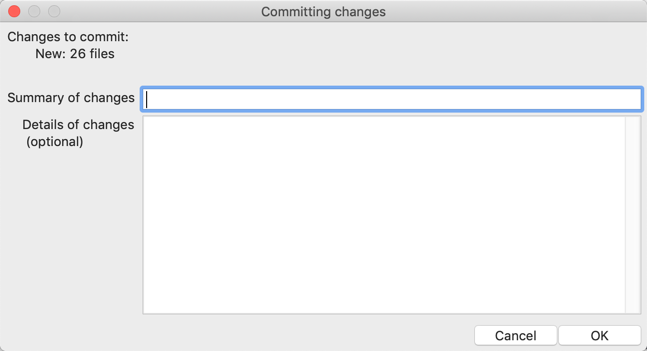 Committing changes
Changes to commit:
New: 26 files
Summary of changes
Details of changes
(optional)
Cancel
OK